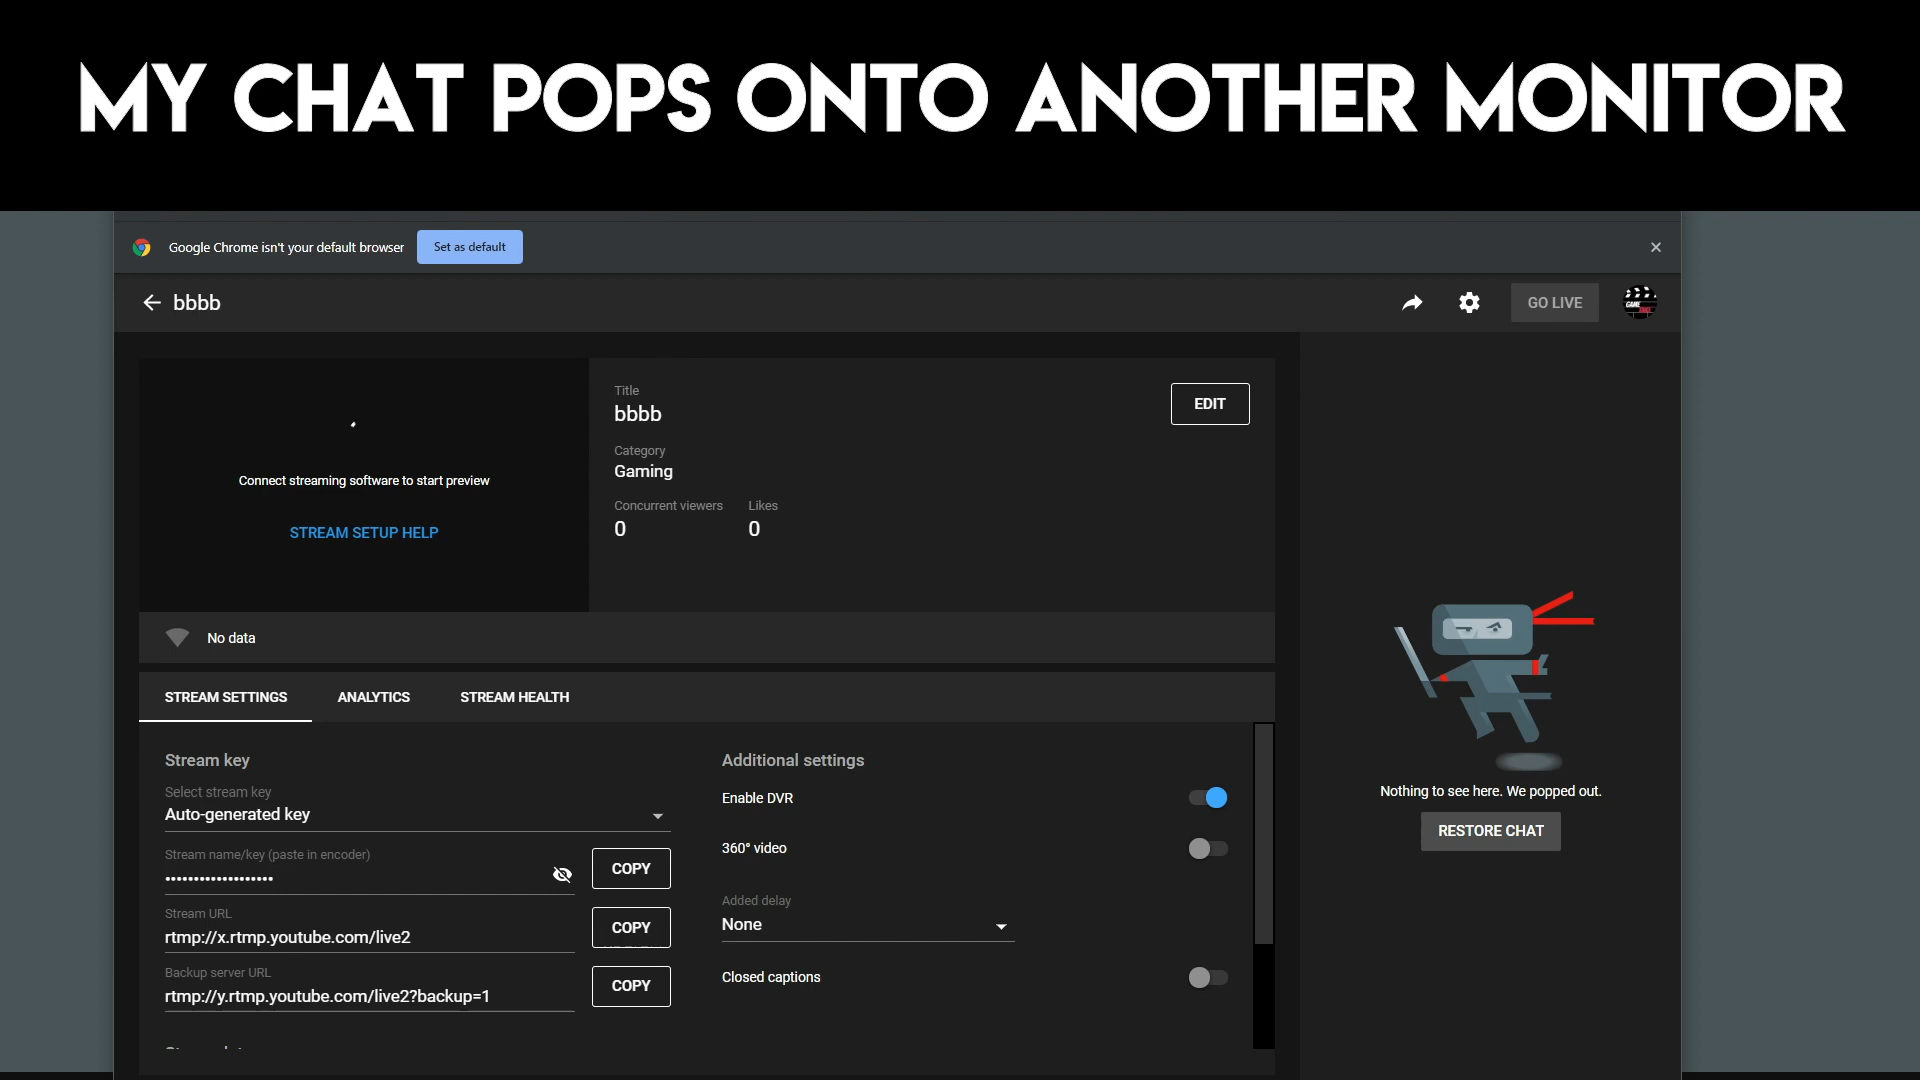 MY CHAT POPS ONTO ANOTHER MONITOR
Google Chrome isn't your default browser
Set as default
bbbb
GO LIVE
Connect streaming software to start preview
STREAM SETUP HELP
Title
bbbb
EDIT
Category
Gaming
Concurrent viewers Likes
0 0
No data
STREAM SETTINGS ANALYTICS STREAM HEALTH
Stream key
Select stream key
Auto-generated key
Stream name/key (paste in encoder)
•••••••••••••••••••
COPY
Stream URL
rtmp://x.rtmp.youtube.com/live2
COPY
Backup server URL
rtmp://y.rtmp.youtube.com/live2?backup=1
COPY
Additional settings
Enable DVR
360° video
Added delay
None
Closed captions
Nothing to see here. We popped out.
RESTORE CHAT